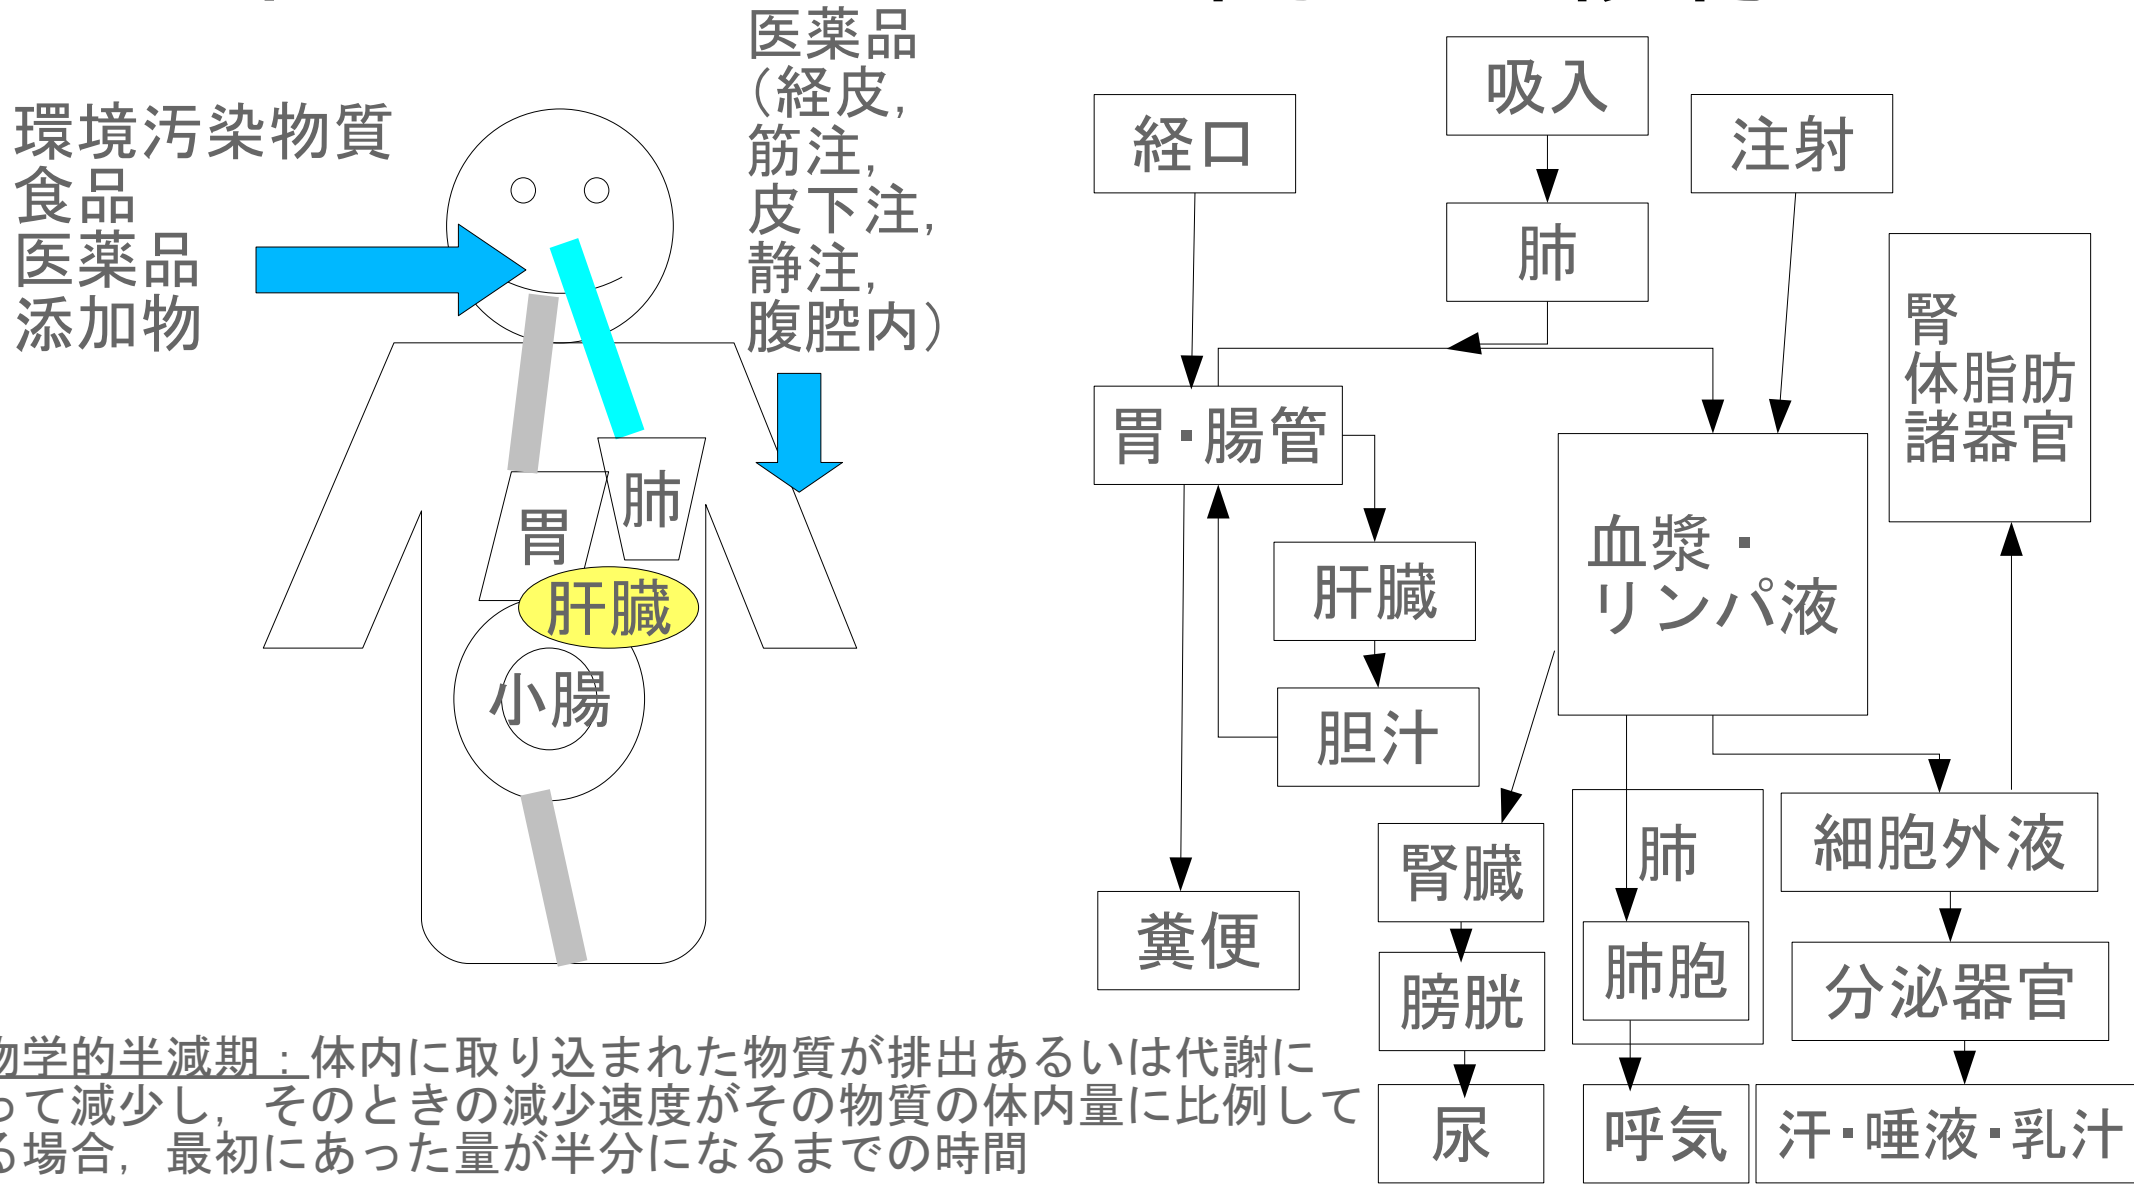 環境汚染物質
食品
医薬品
添加物
医薬品
（経皮，
筋注，
皮下注，
静注，
腹腔内）
胃
肺
肝臓
小腸
吸入
経口
注射
肺
腎
体脂肪
諸器官
胃・腸管
血漿・
リンパ液
肝臓
胆汁
腎臓
肺
細胞外液
糞便
膀胱
肺胞
分泌器官
尿
呼気
汗・唾液・乳汁
物学的半減期：体内に取り込まれた物質が排出あるいは代謝に
って減少し，そのときの減少速度がその物質の体内量に比例して
る場合，最初にあった量が半分になるまでの時間